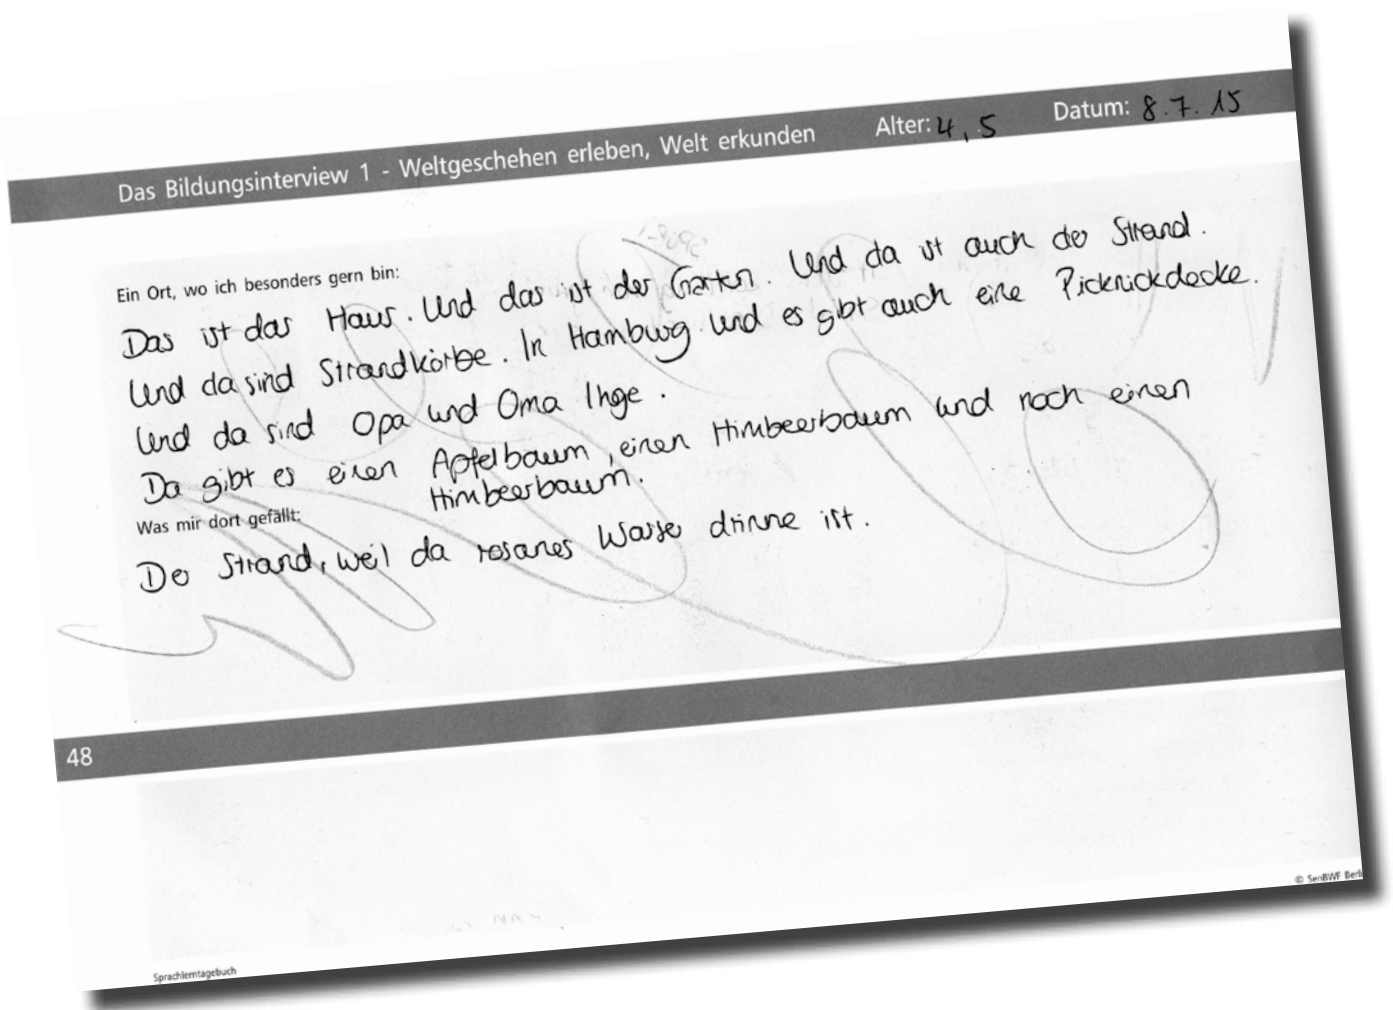 Das Bildungsinterview 1 - Weltgeschehen erleben, Welt erkunden Alter: 4,5 Datum: 8.7.15
Ein Ort, wo ich besonders gern bin:
Das ist das Haus. Und das ist der Garten. Und da ist auch der Strand.
Und da sind Strandkörbe. In Hamburg. Und es gibt auch eine Picknickdecke.
Und da sind Opa und Oma Inge.
Da gibt es einen Apfelbaum, einen Himbeerbaum und noch einen
Himbeerbaum.
Was mir dort gefällt:
Der Strand, weil da rosanes Wasser drinne ist.
48
© SenBWF
Sprachlerntagebuch